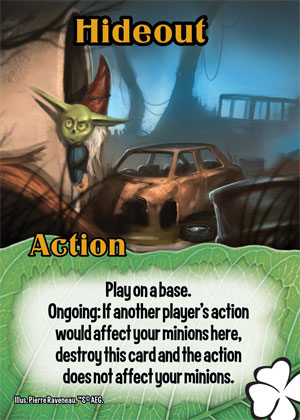 Hideout
Action
Play on a base.
Ongoing: If another player's action
would affect your minions here,
destroy this card and the action
does not affect your minions.
Illus: Pierre Raveneau, ™© AEG.